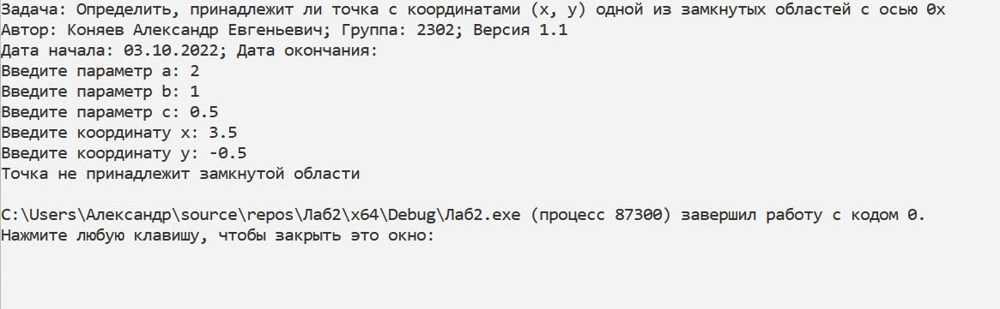 Задача: Определить, принадлежит ли точка с координатами (x, y) одной из замкнутых областей с осью 0x
Автор: Коняев Александр Евгеньевич; Группа: 2302; Версия 1.1
Дата начала: 03.10.2022; Дата окончания:
Введите параметр a: 2
Введите параметр b: 1
Введите параметр c: 0.5
Введите координату x: 3.5
Введите координату y: -0.5
Точка не принадлежит замкнутой области
C:\Users\Александр\source\repos\Лаб2\x64\Debug\Лаб2.exe (процесс 87300) завершил работу с кодом 0.
Нажмите любую клавишу, чтобы закрыть это окно: